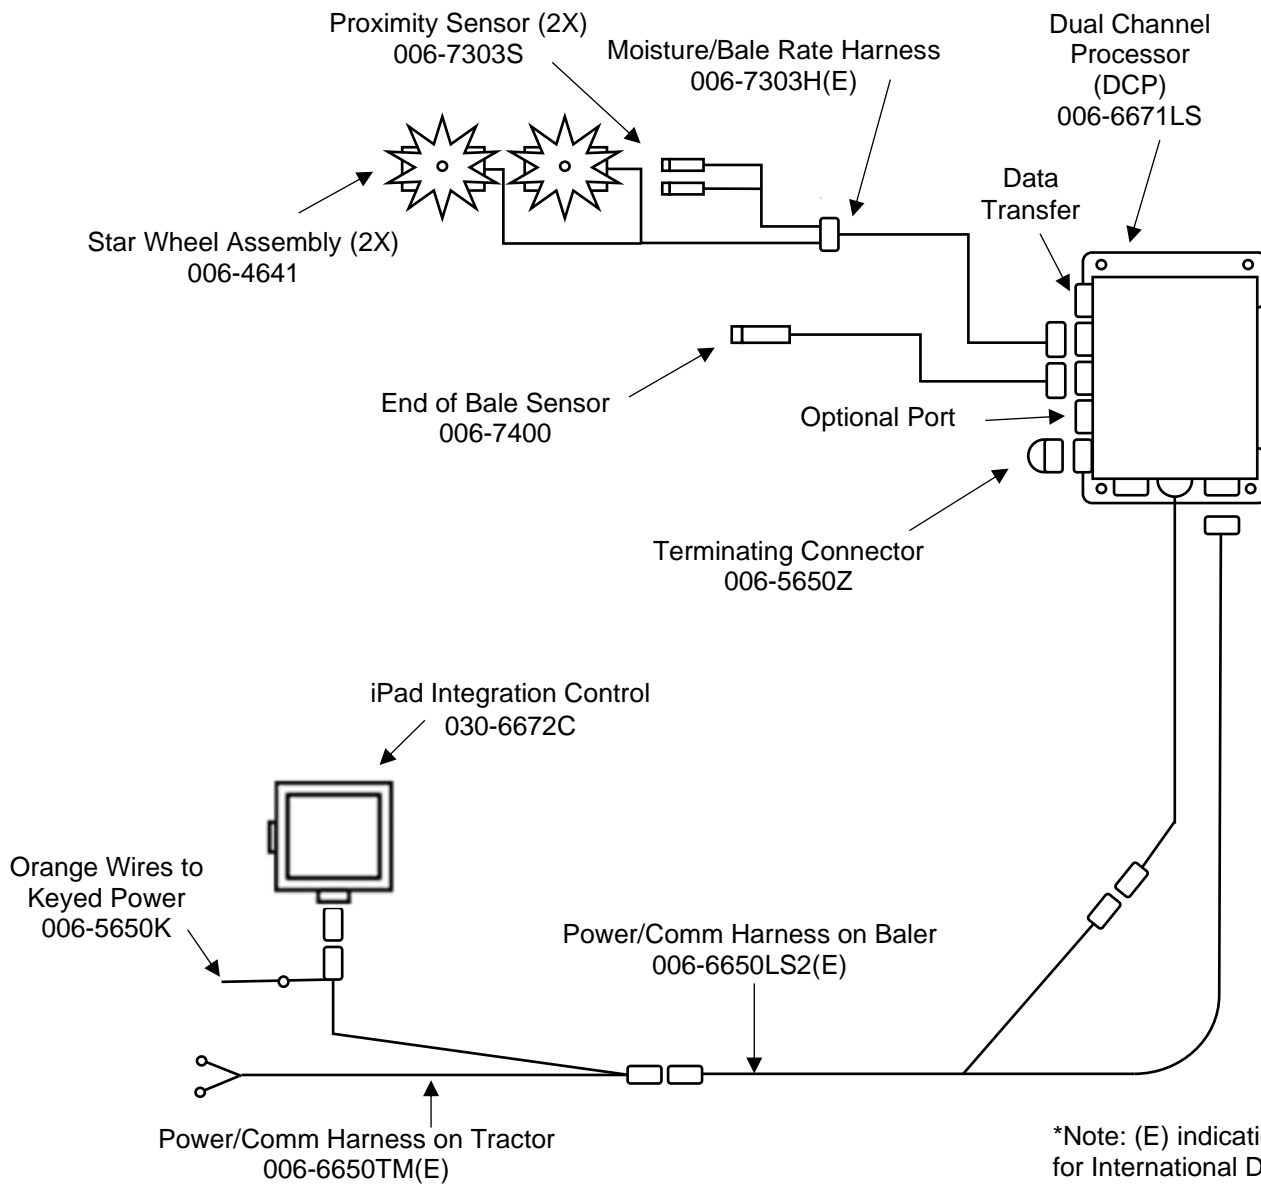 Proximity Sensor (2X)
006-7303S
Moisture/Bale Rate Harness
006-7303H(E)
Dual Channel
Processor
(DCP)
006-6671LS
Data
Transfer
Star Wheel Assembly (2X)
006-4641
End of Bale Sensor
006-7400
Optional Port
Terminating Connector
006-5650Z
iPad Integration Control
030-6672C
Orange Wires to
Keyed Power
006-5650K
Power/Comm Harness on Baler
006-6650LS2(E)
Power/Comm Harness on Tractor
006-6650TM(E)
*Note: (E)
for International